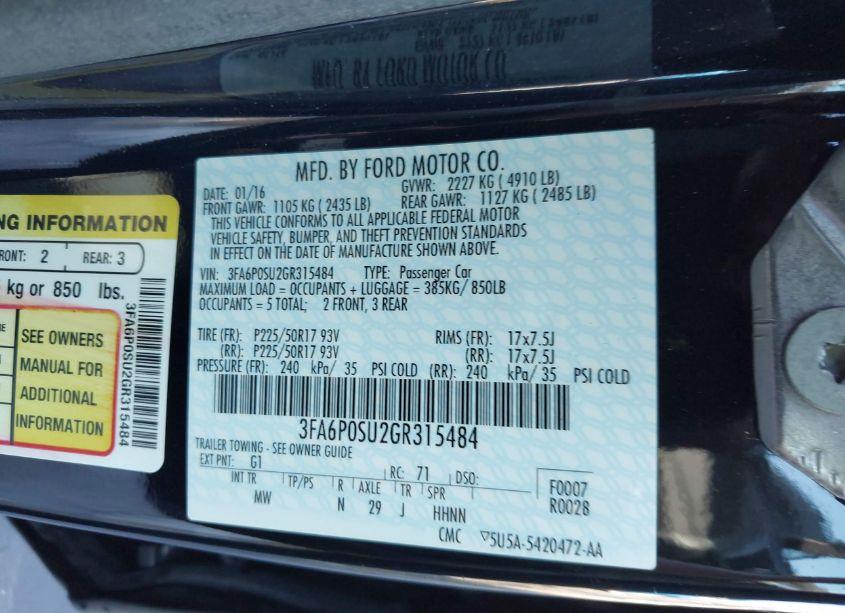 MFD. BY FORD MOTOR CO.
DATE: 01/16 GVWR: 2227 KG ( 4910 LB)
FRONT GAWR: 1105 KG ( 2435 LB) REAR GAWR: 1127 KG ( 2485 LB)
THIS VEHICLE CONFORMS TO ALL APPLICABLE FEDERAL MOTOR
VEHICLE SAFETY, BUMPER, AND THEFT PREVENTION STANDARDS
IN EFFECT ON THE DATE OF MANUFACTURE SHOWN ABOVE.
VIN: 3FA6P0SU2GR315484 TYPE: Passenger Car
MAXIMUM LOAD = OCCUPANTS + LUGGAGE = 385KG/ 850LB
OCCUPANTS = 5 TOTAL; 2 FRONT, 3 REAR
TIRE (FR): P225/50R17 93V RIMS (FR): 17x7.5J
(RR): P225/50R17 93V (RR): 17x7.5J
PRESSURE (FR): 240 kPa/ 35 PSI COLD (RR): 240 kPa/ 35 PSI COLD
3FA6P0SU2GR315484
TRAILER TOWING - SEE OWNER GUIDE
EXT PNT: G1 RC: 71 DSO: F0007
INT TR TP/PS R AXLE TR SPR R0028
MW N 29 J HHNN
CMC ▽5U5A-5420472-AA
NG INFORMATION
FRONT: 2 REAR: 3
kg or 850 lbs.
SEE OWNERS
MANUAL FOR
ADDITIONAL
INFORMATION
3FA6P0SU2GR315484
MFD. BY FORD MOTOR CO.